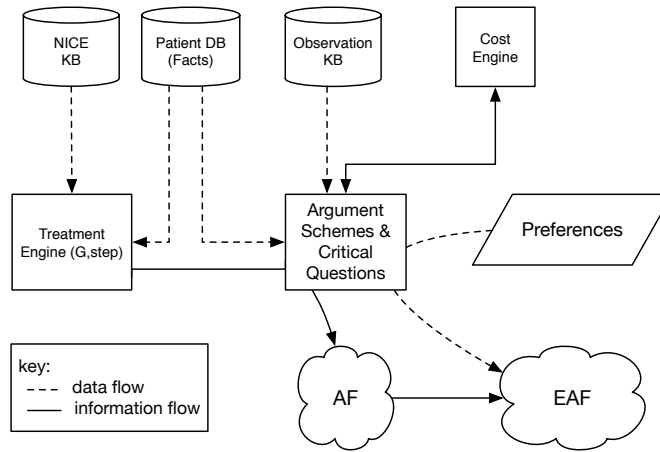 NICE
KB
Patient DB
(Facts)
Observation
KB
Cost
Engine
Treatment
Engine (G,step)
Argument
Schemes &
Critical
Questions
Preferences
key:
data flow
information flow
AF
EAF